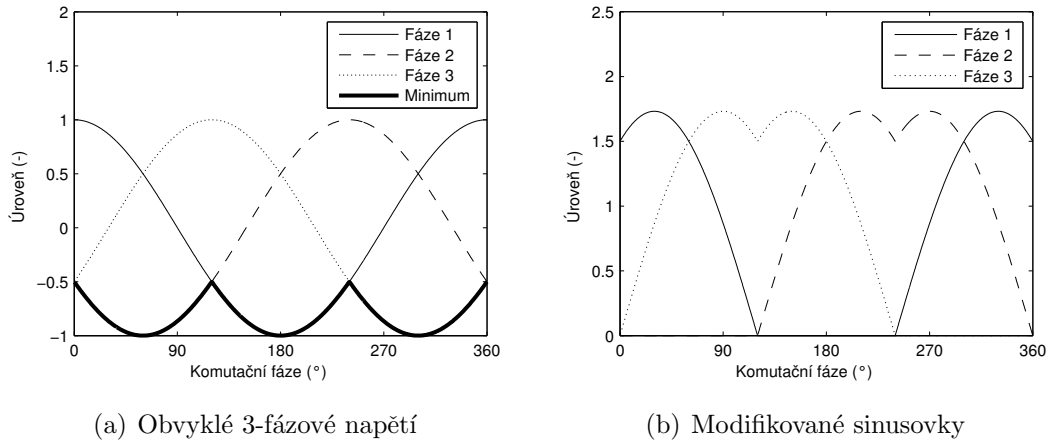 2
1.5
1
0.5
0
−0.5
−1
0 90 180 270 360
Úroveň (-)
Komutační fáze (°)
Fáze 1
Fáze 2
Fáze 3
Minimum
(a) Obvyklé 3-fázové napětí
2.5
2
1.5
1
0.5
0
0 90 180 270 360
Úroveň (-)
Komutační fáze (°)
Fáze 1
Fáze 2
Fáze 3
(b) Modifikované sinusovky